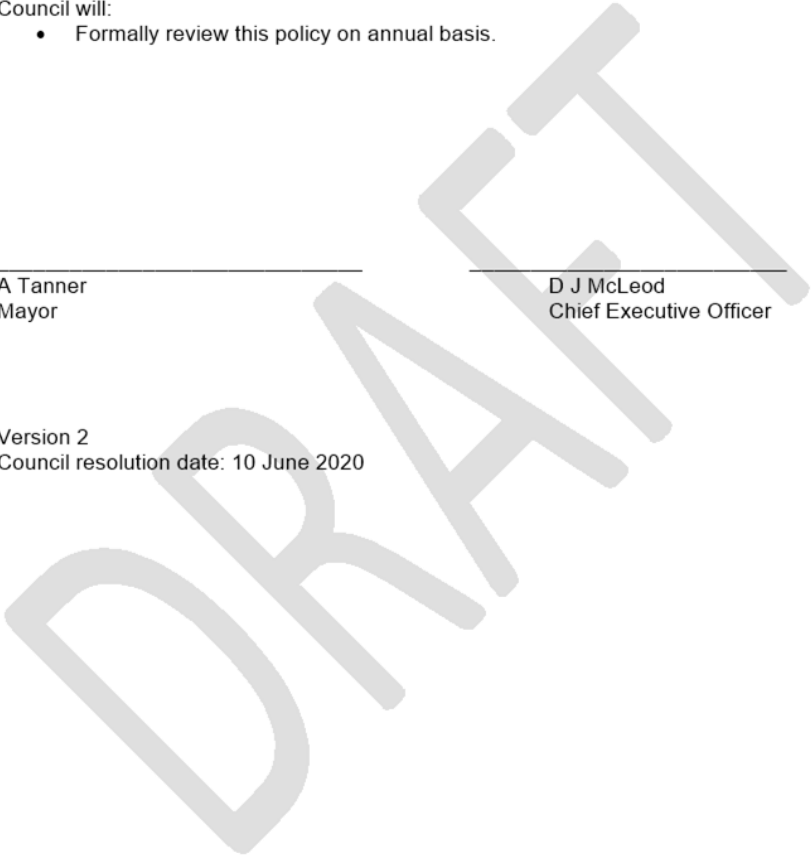 Council will:
• Formally review this policy on annual basis.
A Tanner
D J McLeod
Mayor
Chief Executive Officer
Version 2
Council resolution date: 10 June 2020
DRAFT